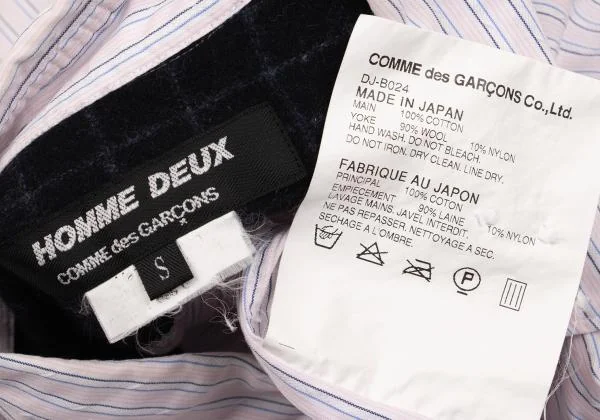 HOMME DEUX
COMME des GARÇONS
S
COMME des GARÇONS Co., Ltd.
DJ-B024
MADE IN JAPAN
MAIN 100% COTTON
YOKE 90% WOOL 10% NYLON
HAND WASH. DO NOT BLEACH.
DO NOT IRON. DRY CLEAN. LINE DRY.
FABRIQUE AU JAPON
PRINCIPAL 100% COTTON
EMPIECEMENT 90% LAINE 10% NYLON
LAVAGE MAINS. JAVEL INTERDIT.
NE PAS REPASSER. NETTOYAGE A SEC.
SECHAGE A L'OMBRE.
P